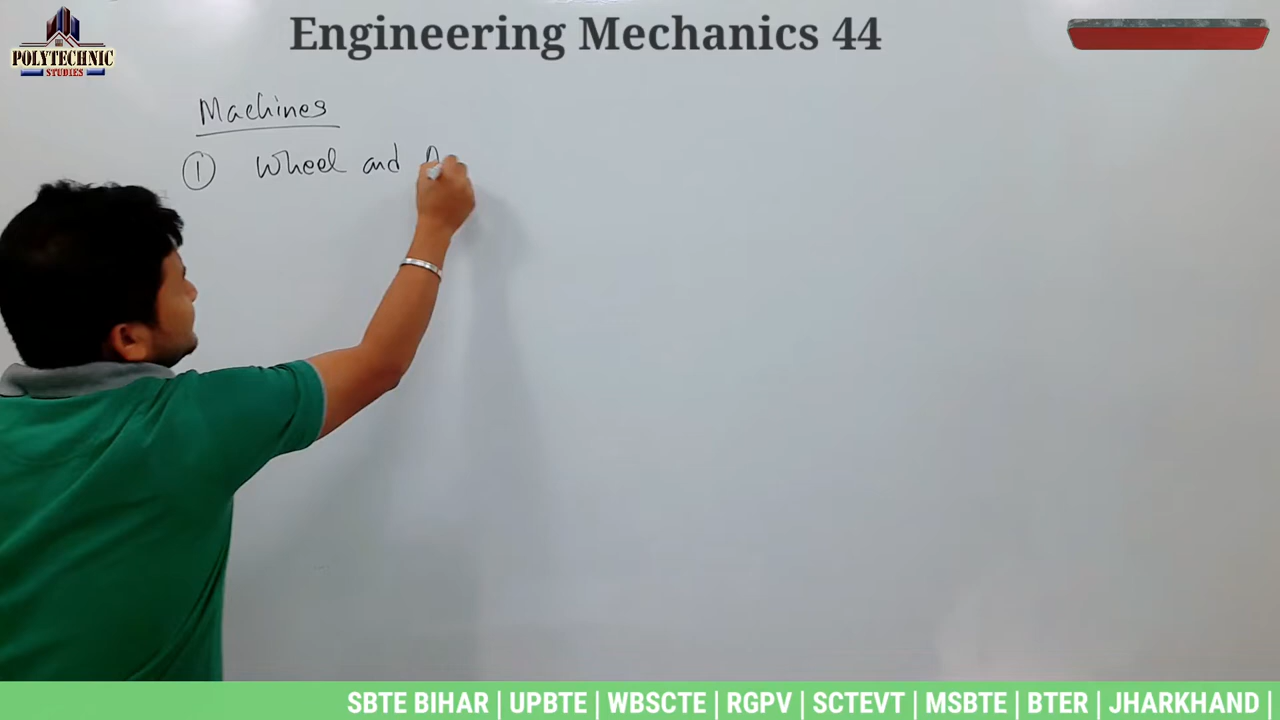 Engineering Mechanics 44
POLYTECHNIC
STUDIES
Machines
① Wheel and
SBTE BIHAR | UPBTE | WBSCTE | RGPV | SCTEVT | MSBTE | BTER | JHARKHAND |